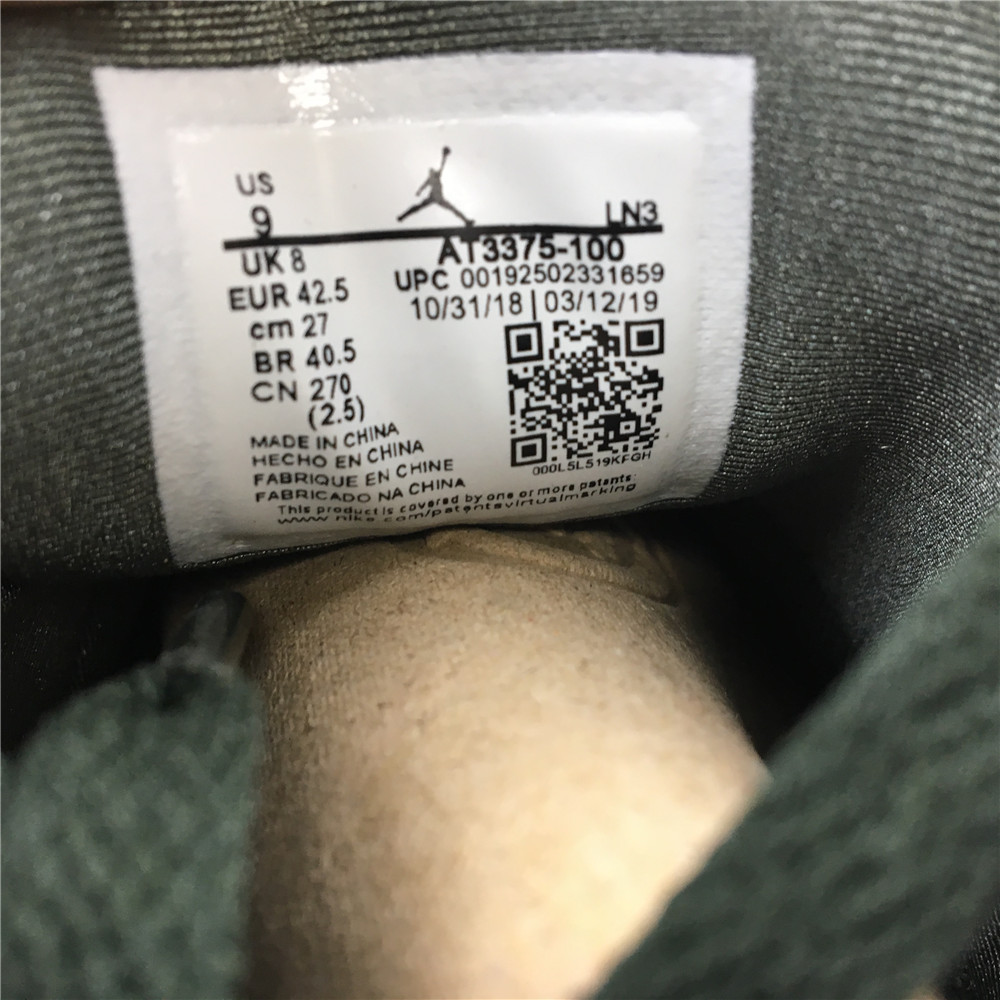 US
9
LN3
UK 8
EUR 42.5
cm 27
BR 40.5
CN 270
(2.5)
AT3375-100
UPC 00192502331659
10/31/18 | 03/12/19
000L5L519KFGH
MADE IN CHINA
HECHO EN CHINA
FABRIQUE EN CHINE
FABRICADO NA CHINA
This product is covered by one or more patents:
www.nike.com/patentsvirtualmarking